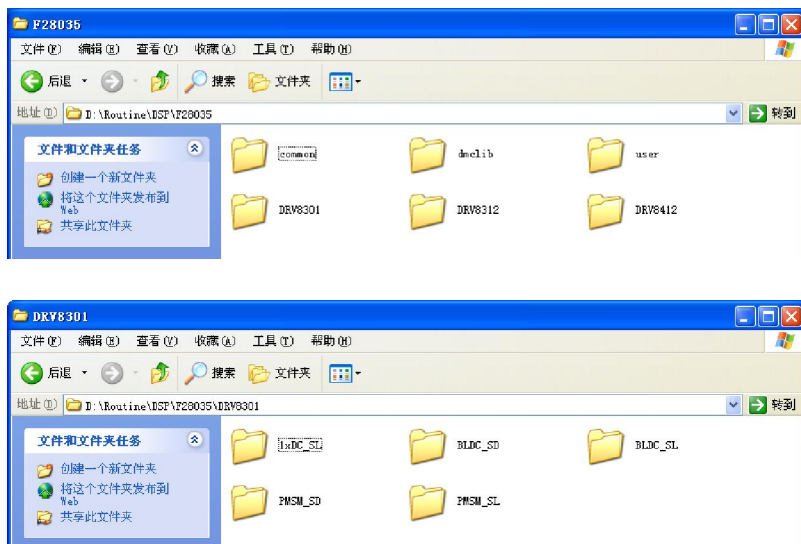 F28035
文件(F) 编辑(E) 查看(V) 收藏(A) 工具(T) 帮助(H)
后退 搜索 文件夹
地址(D) D:\Routine\DSP\F28035 转到
文件和文件夹任务
创建一个新文件夹
将这个文件夹发布到
Web
共享此文件夹
common dmclib user
DRV8301 DRV8312 DRV8412
DRV8301
文件(F) 编辑(E) 查看(V) 收藏(A) 工具(T) 帮助(H)
后退 搜索 文件夹
地址(D) D:\Routine\DSP\F28035\DRV8301 转到
文件和文件夹任务
创建一个新文件夹
将这个文件夹发布到
Web
共享此文件夹
1xDC_SL BLDC_SD BLDC_SL
PMSM_SD PMSM_SL